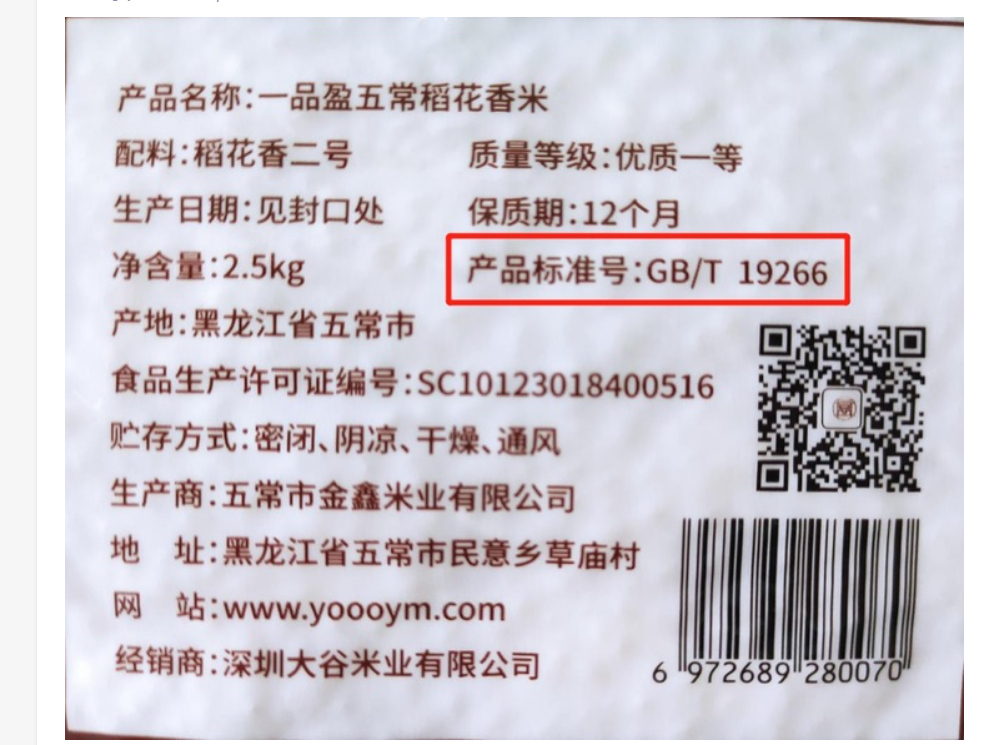 产品名称:一品盈五常稻花香米
配料:稻花香二号 质量等级:优质一等
生产日期:见封口处 保质期:12个月
净含量:2.5kg 产品标准号:GB/T 19266
产地:黑龙江省五常市
食品生产许可证编号:SC10123018400516
贮存方式:密闭、阴凉、干燥、通风
生产商:五常市金鑫米业有限公司
地 址:黑龙江省五常市民意乡草庙村
网 站:www.yoooym.com
经销商:深圳大谷米业有限公司
6 972689 280070